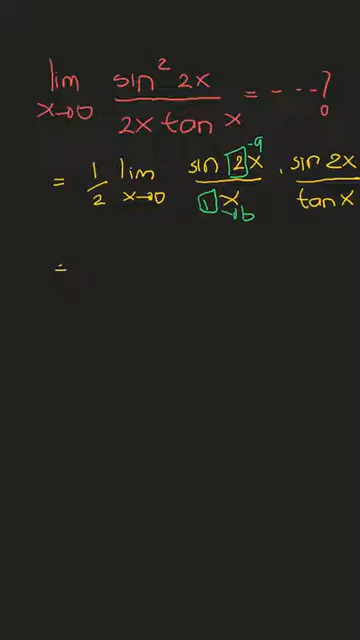 lim x→0 sin² 2x / 2x tan x = - - - - ?
= 1/2 lim x→0 sin 2x / 1x . sin 2x / tan x
→a
→b
=